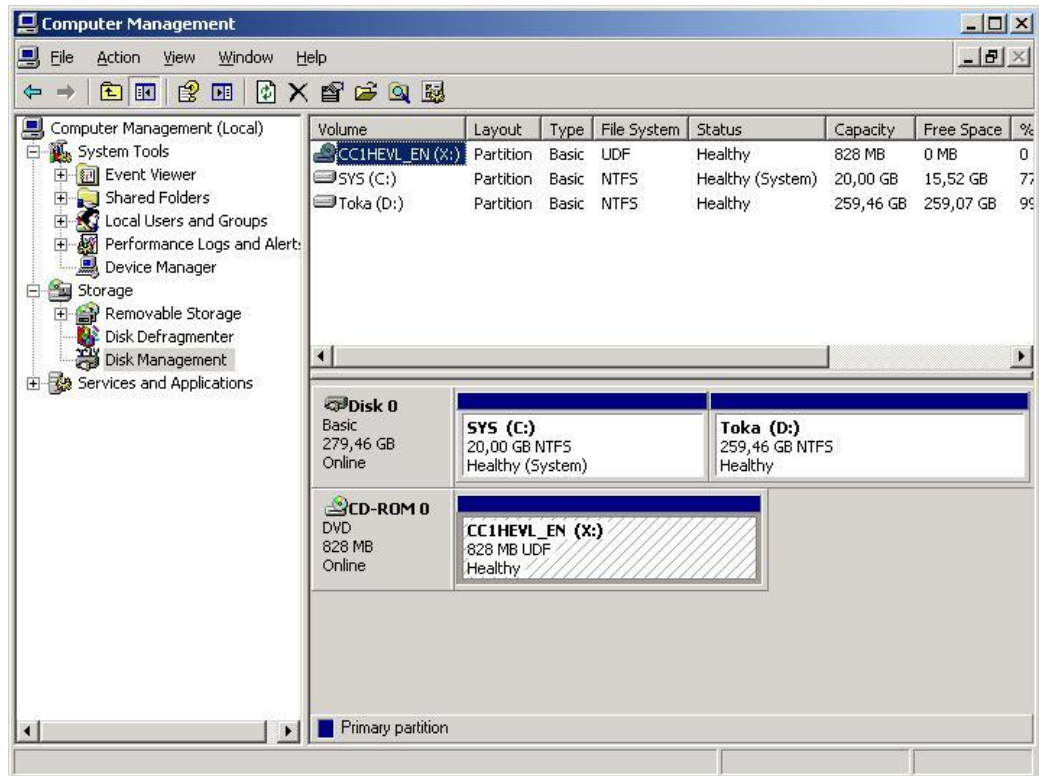 Computer Management
File Action View Window Help
Computer Management (Local)
System Tools
Event Viewer
Shared Folders
Local Users and Groups
Performance Logs and Alert
Device Manager
Storage
Removable Storage
Disk Defragmenter
Disk Management
Services and Applications
Volume Layout Type File System Status Capacity Free Space %
CC1HEVL_EN (X:) Partition Basic UDF Healthy 828 MB 0 MB 0
SYS (C:) Partition Basic NTFS Healthy (System) 20,00 GB 15,52 GB 77
Toka (D:) Partition Basic NTFS Healthy 259,46 GB 259,07 GB 99
Disk 0
Basic
279,46 GB
Online
SYS (C:)
20,00 GB NTFS
Healthy (System)
Toka (D:)
259,46 GB NTFS
Healthy
CD-ROM 0
DVD
828 MB
Online
CC1HEVL_EN (X:)
828 MB UDF
Healthy
Primary partition